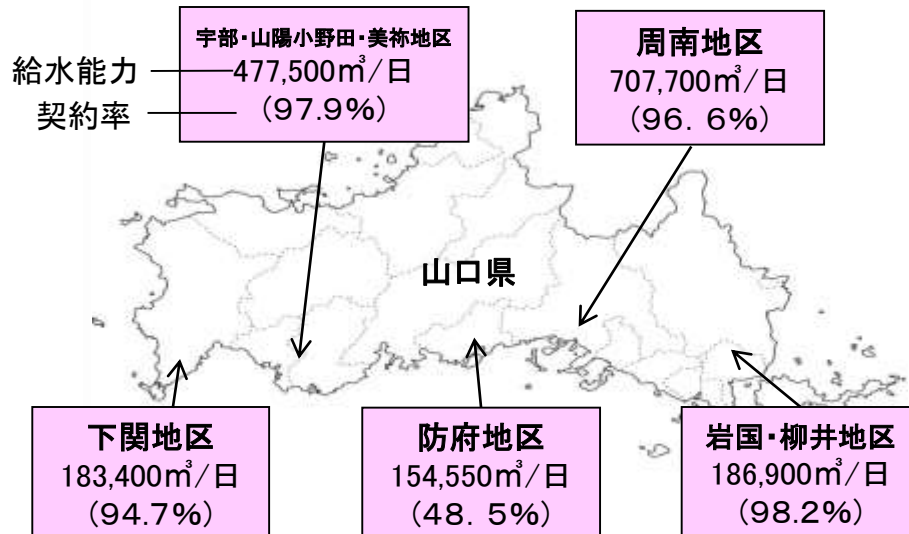 宇部・山陽小野田・美祢地区
給水能力
477,500㎥/日
契約率
（97.9%）
周南地区
707,700㎥/日
（96．6%）
山口県
下関地区
183,400㎥/日
（94.7%）
防府地区
154,550㎥/日
（48．5%）
岩国・柳井地区
186,900㎥/日
（98.2%）